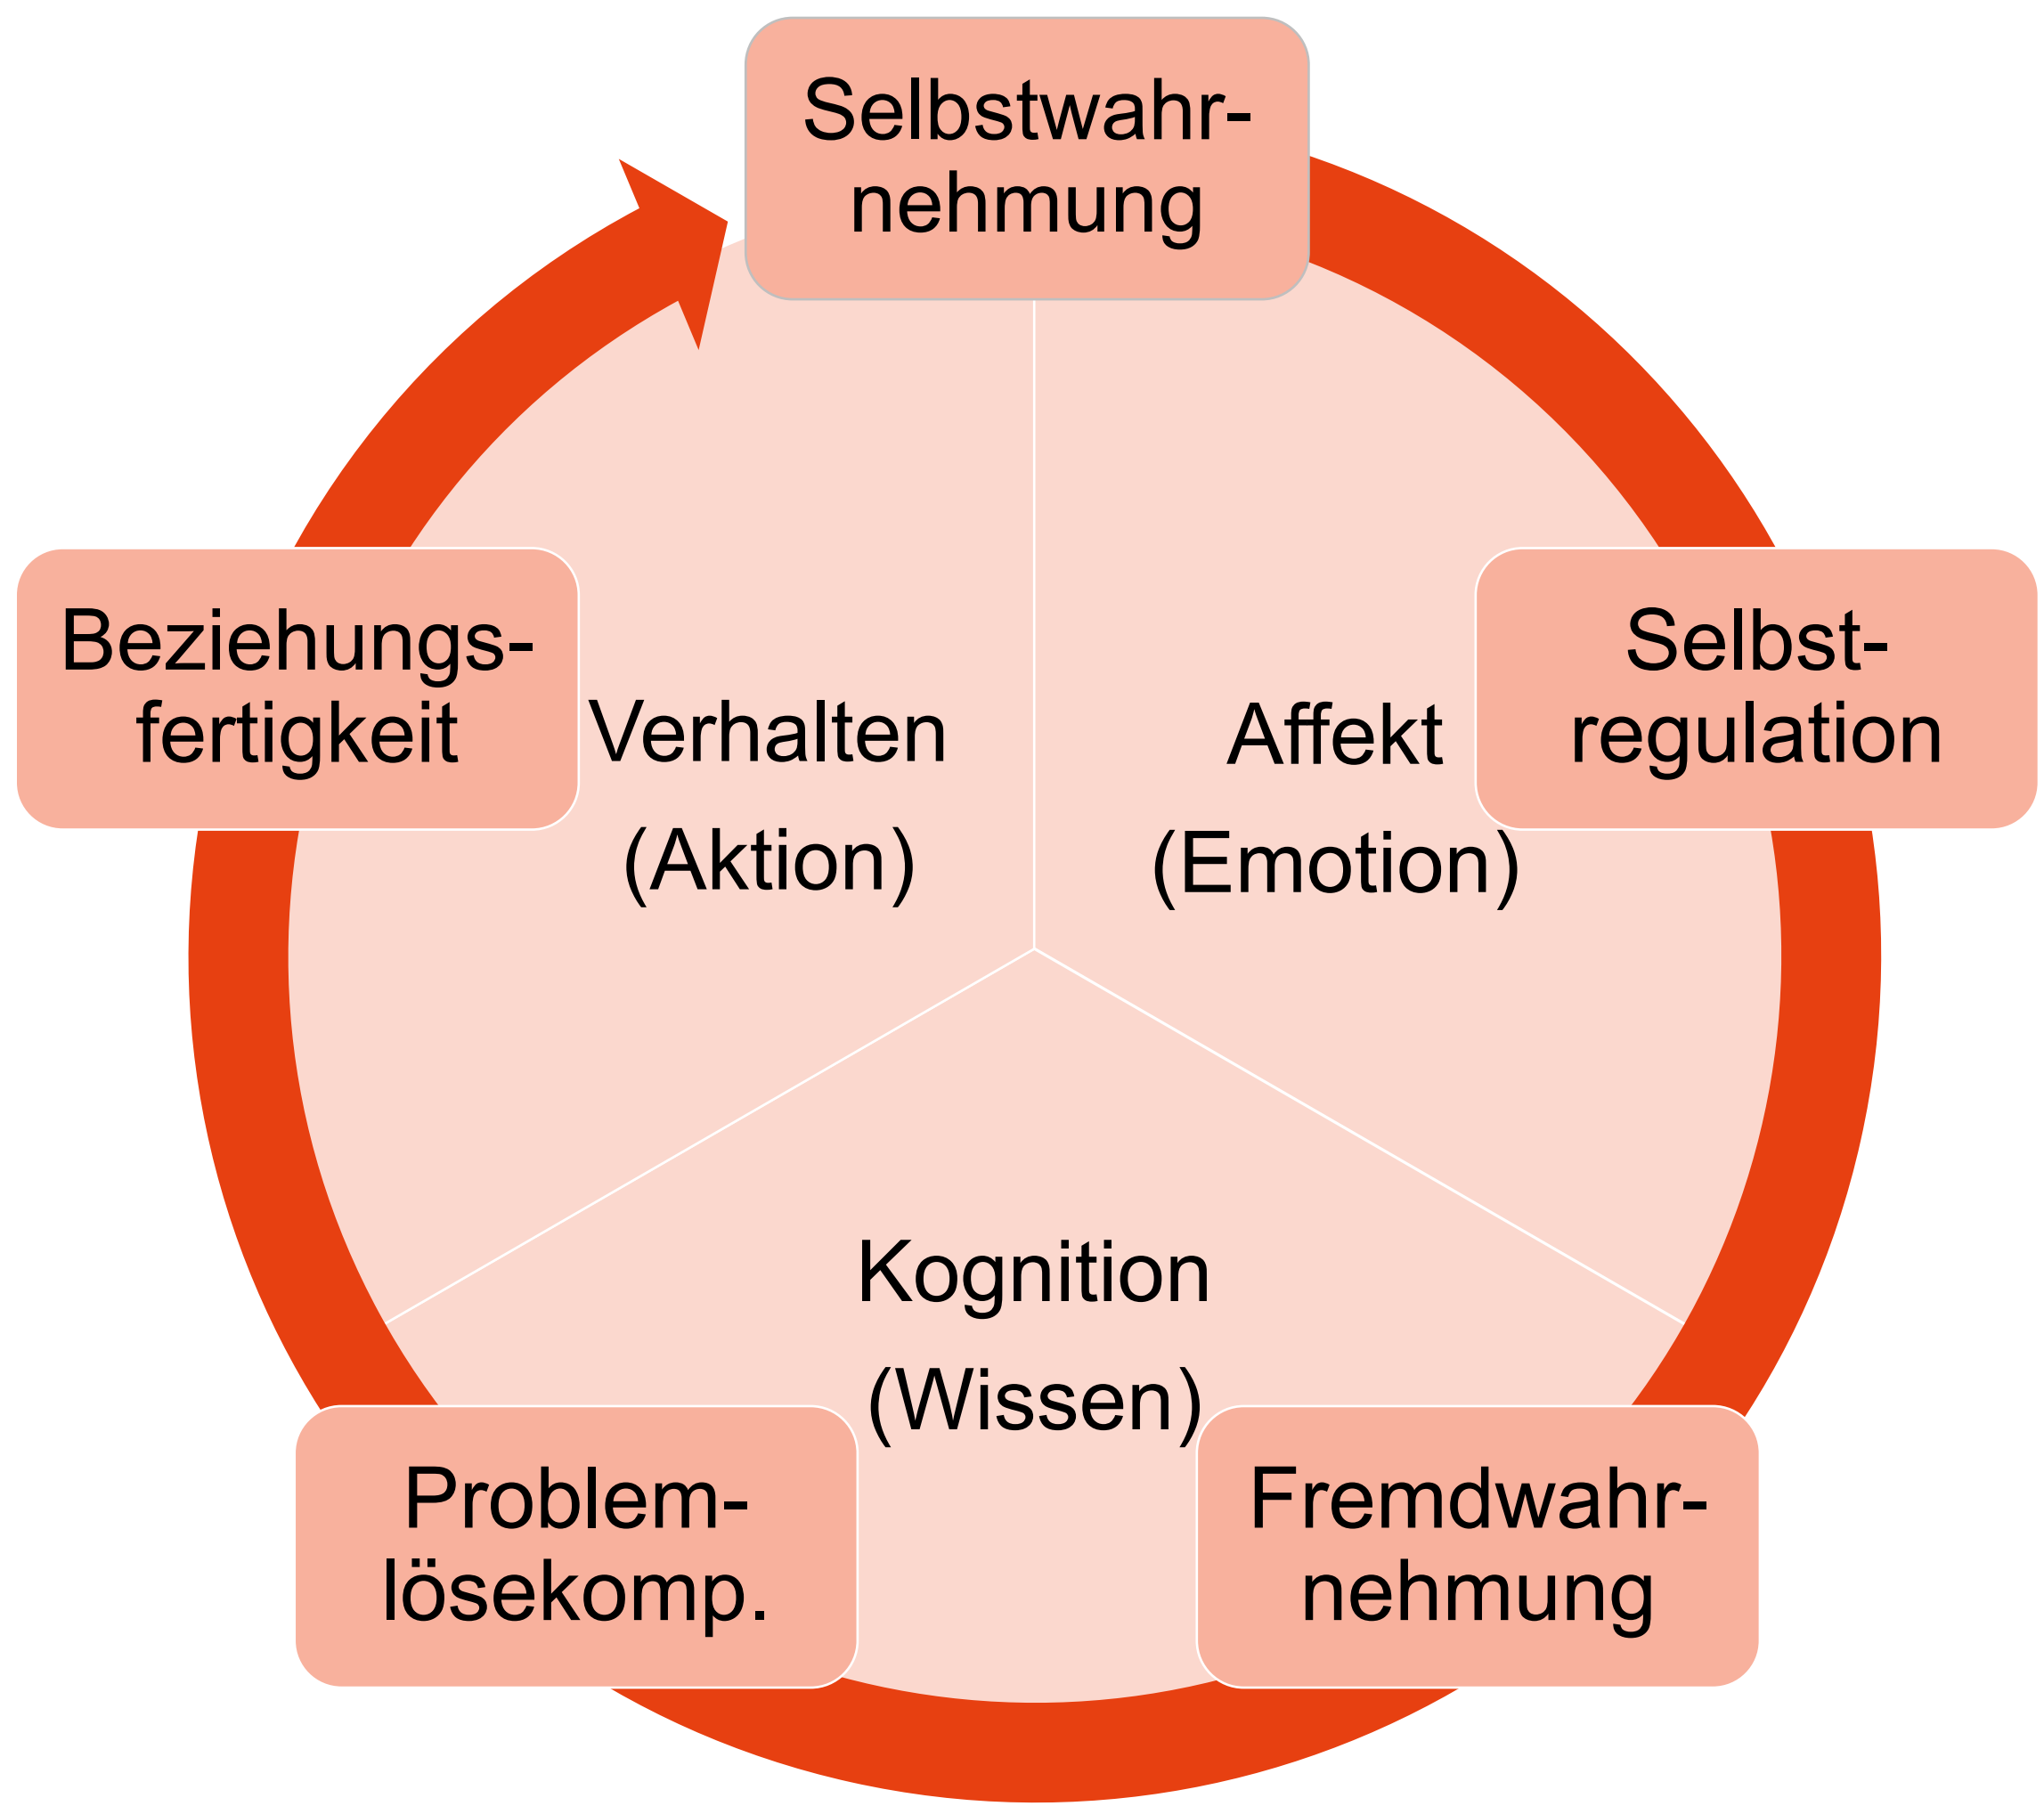 Selbstwahr-
nehmung
Beziehungs-
fertigkeit
Selbst-
regulation
Verhalten
(Aktion)
Affekt
(Emotion)
Kognition
(Wissen)
Problem-
lösekomp.
Fremdwahr-
nehmung